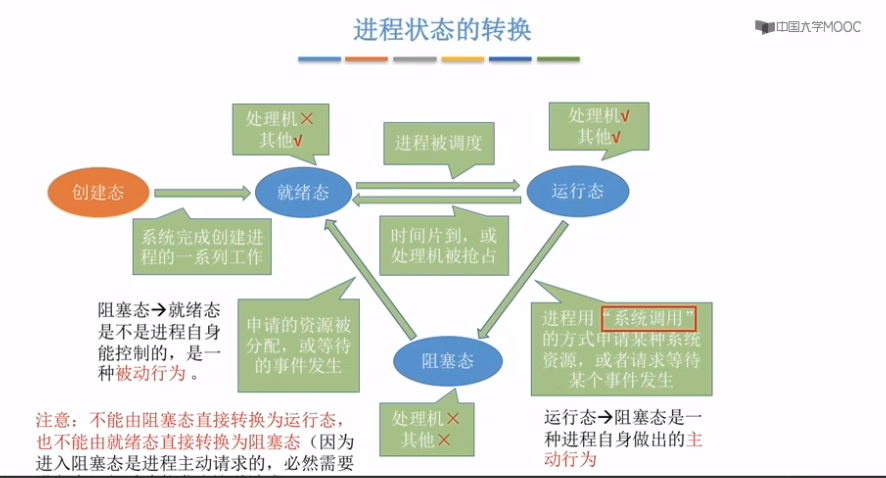 进程状态的转换
中国大学MOOC
处理机×
其他√
进程被调度
处理机√
其他√
创建态
就绪态
运行态
系统完成创建进
程的一系列工作
时间片到，或
处理机被抢占
阻塞态→就绪态
是不是进程自身
能控制的，是一
种被动行为 。
申请的资源被
分配，或等待
的事件发生
进程用“系统调用”
的方式申请某种系统
资源，或者请求等待
某个事件发生
阻塞态
处理机×
其他×
运行态→阻塞态是一
种进程自身做出的主
动行为
注意：不能由阻塞态直接转换为运行态，
也不能由就绪态直接转换为阻塞态（因为
进入阻塞态是进程主动请求的，必然需要